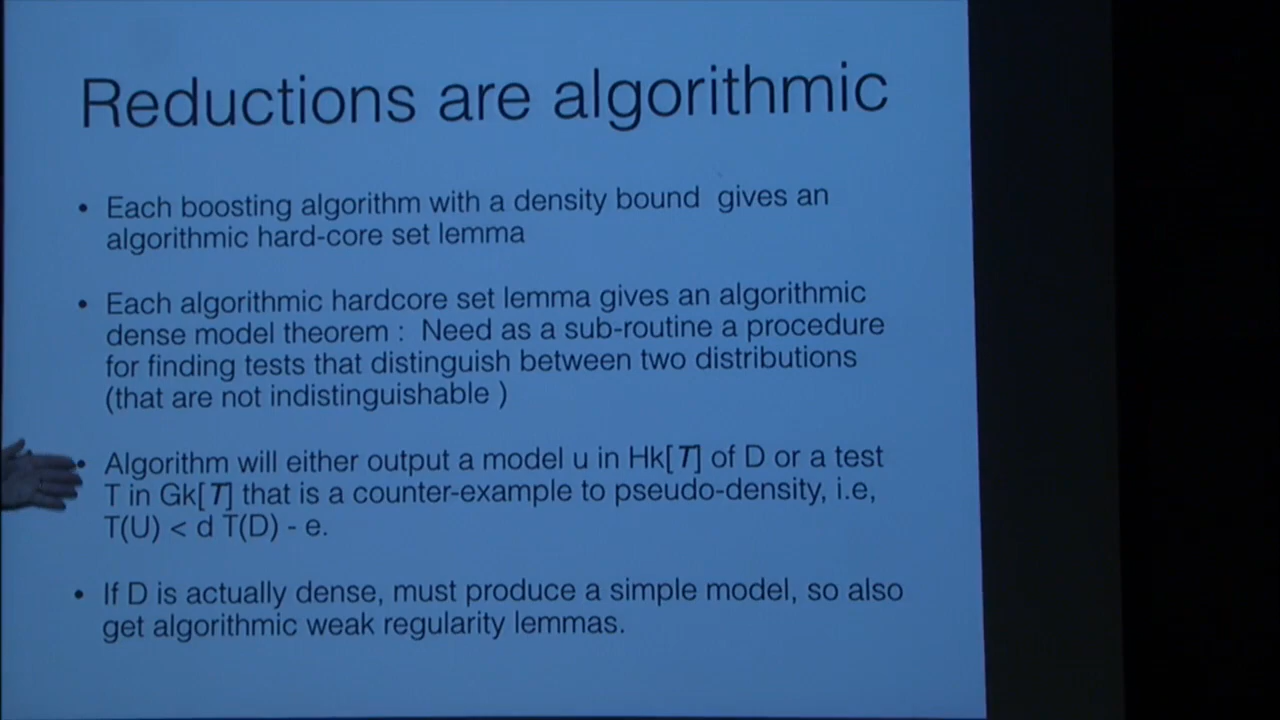 Reductions are algorithmic
• Each boosting algorithm with a density bound gives an
algorithmic hard-core set lemma
• Each algorithmic hardcore set lemma gives an algorithmic
dense model theorem : Need as a sub-routine a procedure
for finding tests that distinguish between two distributions
(that are not indistinguishable )
• Algorithm will either output a model u in Hk[T] of D or a test
T in Gk[T] that is a counter-example to pseudo-density, i.e,
T(U) < d T(D) - e.
• If D is actually dense, must produce a simple model, so also
get algorithmic weak regularity lemmas.